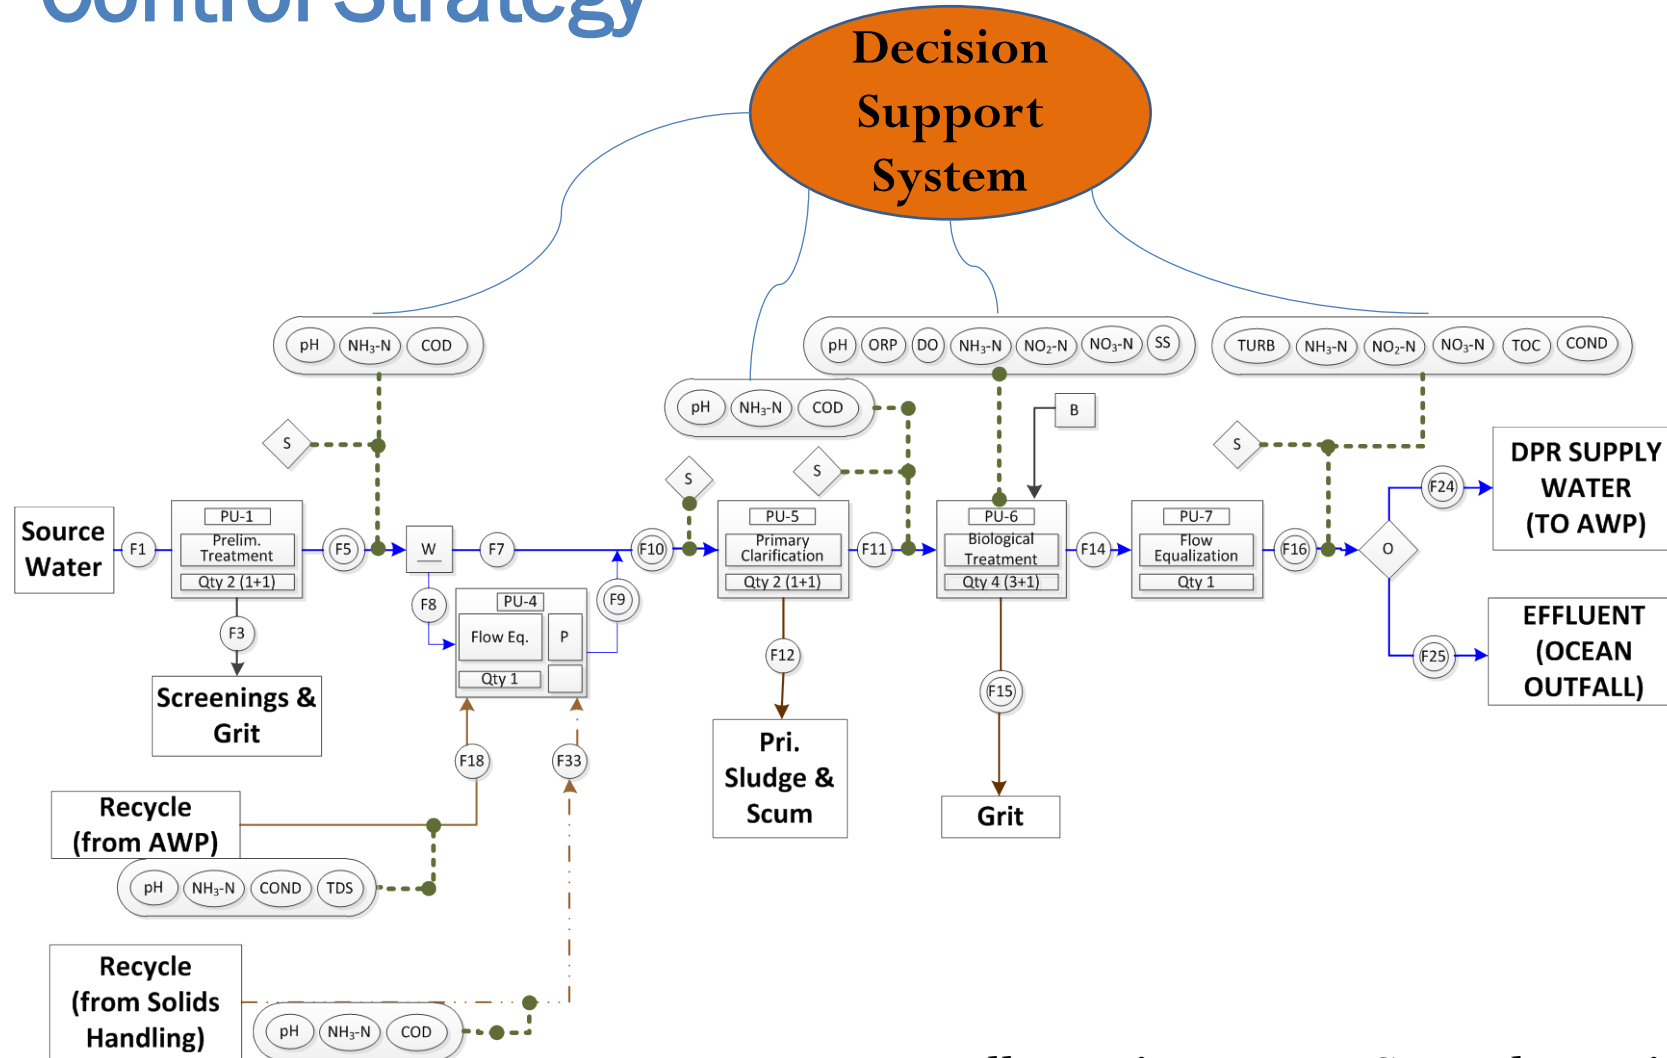 Control Strategy
Decision
Support
System
pH NH₃-N COD
pH ORP DO NH₃-N NO₂-N NO₃-N SS
TURB NH₃-N NO₂-N NO₃-N TOC COND
pH NH₃-N COD
B
S
S
S
S
DPR SUPPLY
WATER
(TO AWP)
F24
Source
Water
F1
PU-1
Prelim.
Treatment
Qty 2 (1+1)
F5
W
F7
F10
PU-5
Primary
Clarification
Qty 2 (1+1)
F11
PU-6
Biological
Treatment
Qty 4 (3+1)
F14
PU-7
Flow
Equalization
Qty 1
F16
O
F3
F8
PU-4
Flow Eq.
P
Qty 1
F9
F12
F15
F25
EFFLUENT
(OCEAN
OUTFALL)
Screenings &
Grit
F18
F33
Pri.
Sludge &
Scum
Grit
Recycle
(from AWP)
pH NH₃-N COND TDS
Recycle
(from Solids
Handling)
pH NH₃-N COD